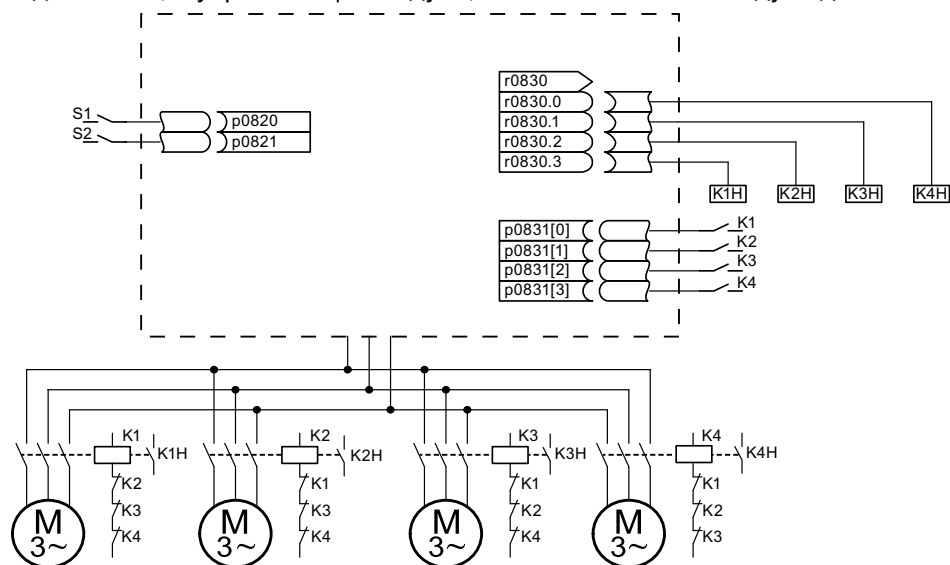 r0830
r0830.0
r0830.1
r0830.2
r0830.3
S1
S2
p0820
p0821
K1H K2H K3H K4H
p0831[0]
p0831[1]
p0831[2]
p0831[3]
K1
K2
K3
K4
K1 K2 K3 K4
K1H K2H K3H K4H
K2 K1 K1 K1
K3 K3 K2 K2
K4 K4 K4 K3
M M M M
3~ 3~ 3~ 3~